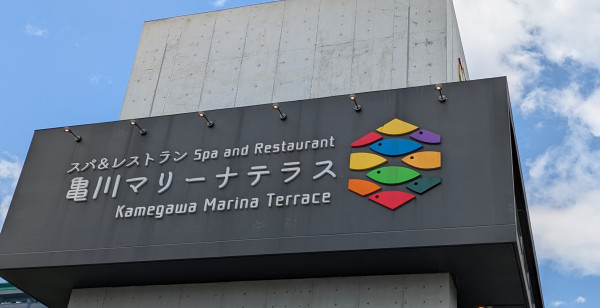 スパ&レストラン Spa and Restaurant
亀川マリーナテラス
Kamegawa Marina Terrace